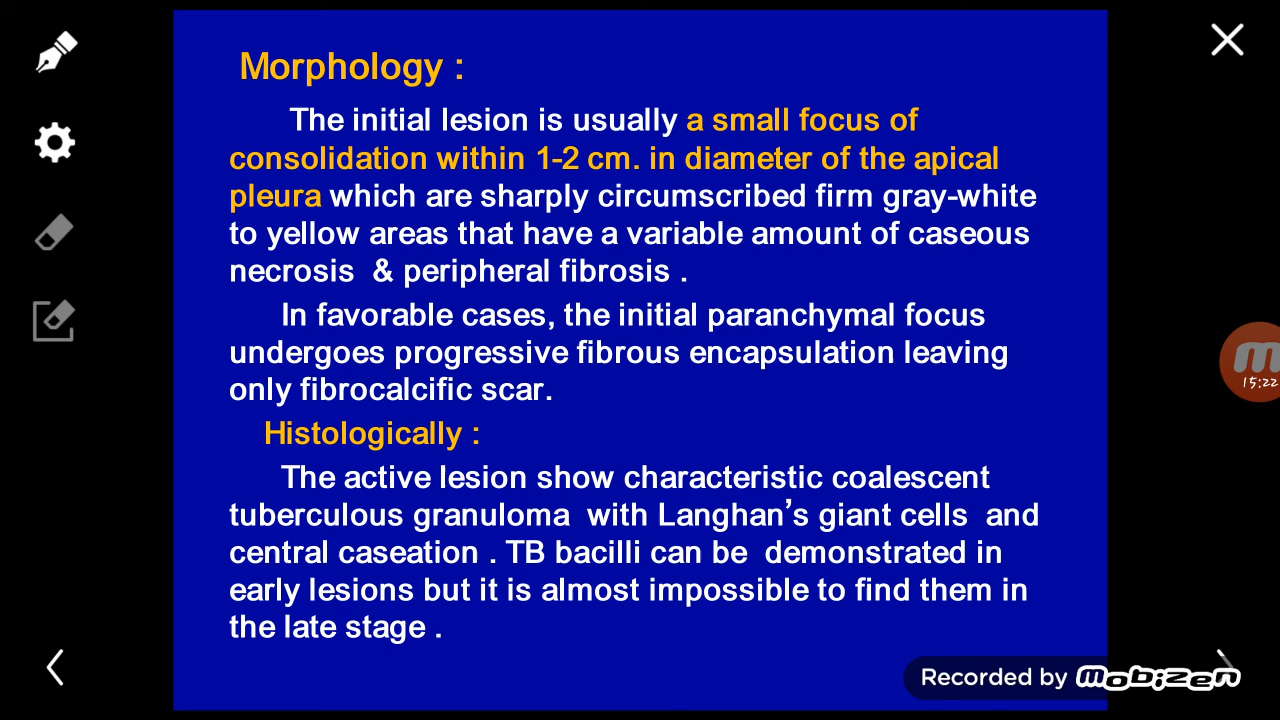 Morphology :
The initial lesion is usually a small focus of
consolidation within 1-2 cm. in diameter of the apical
pleura which are sharply circumscribed firm gray-white
to yellow areas that have a variable amount of caseous
necrosis & peripheral fibrosis .
In favorable cases, the initial paranchymal focus
undergoes progressive fibrous encapsulation leaving
only fibrocalcific scar.
Histologically :
The active lesion show characteristic coalescent
tuberculous granuloma with Langhan’s giant cells and
central caseation . TB bacilli can be demonstrated in
early lesions but it is almost impossible to find them in
the late stage .
15:22
Recorded by Mobizen